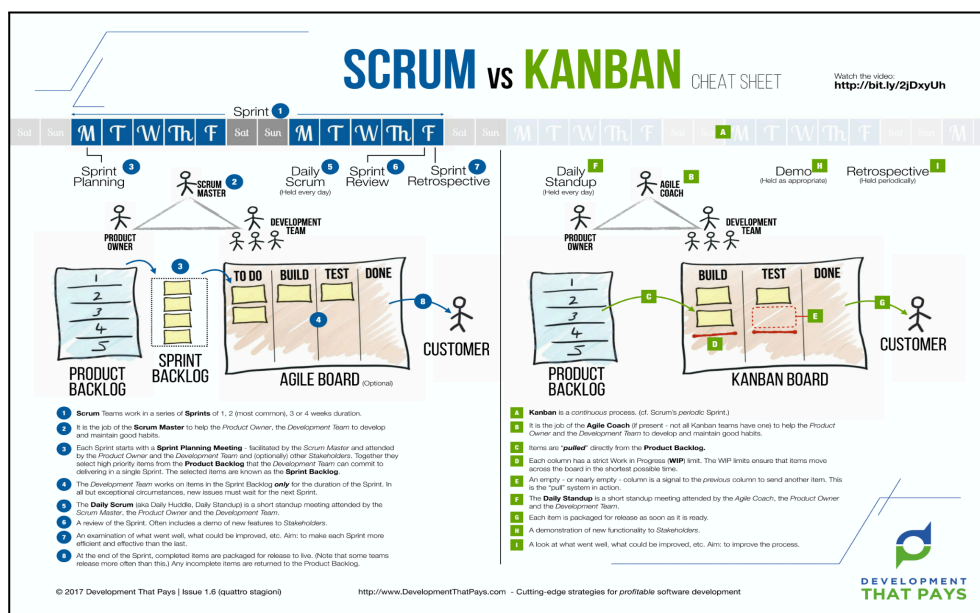 SCRUM vs KANBAN CHEAT SHEET
Watch the video:
http://bit.ly/2jDxyUh
Sprint 1
Sat Sun M T W Th F Sat Sun M T W Th F Sat Sun M T W Th F Sat Sun A M T W Th F Sat Sun M
Sprint Planning 3
SCRUM MASTER 2
Daily Scrum 5
(Held every day)
Sprint Review 6
Sprint Retrospective 7
PRODUCT OWNER
DEVELOPMENT TEAM
1
2
3
4
5
PRODUCT BACKLOG
3
SPRINT BACKLOG
TO DO BUILD TEST DONE
4
AGILE BOARD (Optional)
8
CUSTOMER
1 Scrum Teams work in a series of Sprints of 1, 2 (most common), 3 or 4 weeks duration.
2 It is the job of the Scrum Master to help the Product Owner, the Development Team to develop
and maintain good habits.
3 Each Sprint starts with a Sprint Planning Meeting - facilitated by the Scrum Master and attended
by the Product Owner and the Development Team and (optionally) other Stakeholders. Together they
select high priority items from the Product Backlog that the Development Team can commit to
delivering in a single Sprint. The selected items are known as the Sprint Backlog.
4 The Development Team works on items in the Sprint Backlog only for the duration of the Sprint. In
all but exceptional circumstances, new issues must wait for the next Sprint.
5 The Daily Scrum (aka Daily Huddle, Daily Standup) is a short standup meeting attended by the
Scrum Master, the Product Owner and the Development Team.
6 A review of the Sprint. Often includes a demo of new features to Stakeholders.
7 An examination of what went well, what could be improved, etc. Aim: to make each Sprint more
efficient and effective than the last.
8 At the end of the Sprint, completed items are packaged for release to live. (Note that some teams
release more often than this.) Any incomplete items are returned to the Product Backlog.
Daily Standup F
(Held every day)
AGILE COACH B
Demo H
(Held as appropriate)
Retrospective I
(Held periodically)
PRODUCT OWNER
DEVELOPMENT TEAM
1
2
3
4
5
PRODUCT BACKLOG
C
BUILD TEST DONE
D
E
KANBAN BOARD
G
CUSTOMER
A Kanban is a continuous process. (cf. Scrum's periodic Sprint.)
B It is the job of the Agile Coach (if present - not all Kanban teams have one) to help the Product
Owner and the Development Team to develop and maintain good habits.
C Items are "pulled" directly from the Product Backlog.
D Each column has a strict Work in Progress (WIP) limit. The WIP limits ensure that items move
across the board in the shortest possible time.
E An empty - or nearly empty - column is a signal to the previous column to send another item. This
is the "pull" system in action.
F The Daily Standup is a short standup meeting attended by the Agile Coach, the Product Owner
and the Development Team.
G Each item is packaged for release as soon as it is ready.
H A demonstration of new functionality to Stakeholders.
I A look at what went well, what could be improved, etc. Aim: to improve the process.
DEVELOPMENT
THAT PAYS
© 2017 Development That Pays | Issue 1.6 (quattro stagioni)
http://www.DevelopmentThatPays.com - Cutting-edge strategies for profitable software development